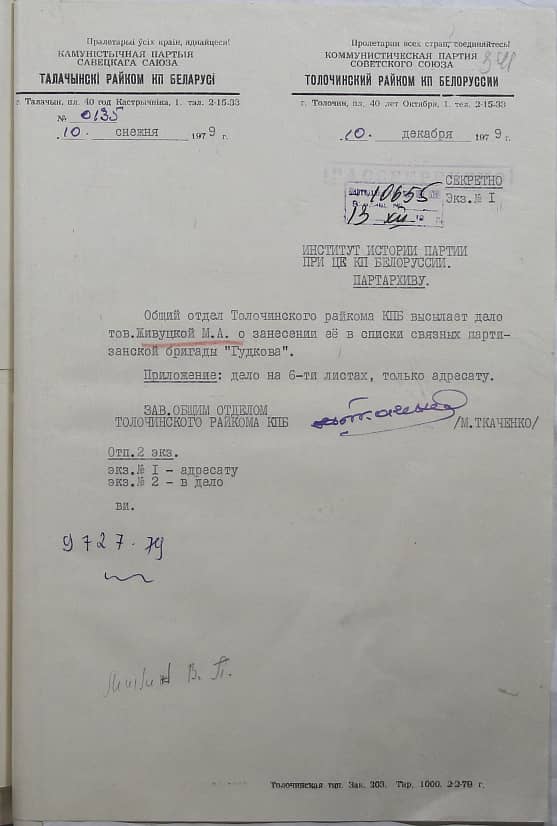 Пралетарыі ўсіх краін, яднайцеся!
КАМУНІСТЫЧНАЯ ПАРТЫЯ
САВЕЦКАГА САЮЗА
ТАЛАЧЫНСКІ РАЙКОМ КП БЕЛАРУСІ
г. Талачын, пл. 40 год Кастрычніка, 1. тэл. 2-15-33
№ 0135
10. снежня 1979 г.
Пролетарии всех стран, соединяйтесь!
КОММУНИСТИЧЕСКАЯ ПАРТИЯ
СОВЕТСКОГО СОЮЗА
341
ТОЛОЧИНСКИЙ РАЙКОМ КП БЕЛОРУССИИ
г. Толочин, пл. 40 лет Октября, 1. тел. 2-15-33
10. декабря 1979 г.
СЕКРЕТНО
Экз.№ I
10655
13 XII 19 г.
ИНСТИТУТ ИСТОРИИ ПАРТИИ
ПРИ ЦК КП БЕЛОРУССИИ.
ПАРТАРХИВУ.
Общий отдел Толочинского райкома КПБ высылает дело
тов.Живуцкой М.А. о занесении её в списки связных парти-
занской бригады "Гудкова".
Приложение: дело на 6-ти листах, только адресату.
ЗАВ.ОБЩИМ ОТДЕЛОМ
ТОЛОЧИНСКОГО РАЙКОМА КПБ /М.ТКАЧЕНКО/
Отп.2 экз.
экз.№ I - адресату
экз.№ 2 - в дело
ви.
9727-79
В. П.
Толочинская тип. Зак. 203. Тир. 1000. 2-2-79 г.